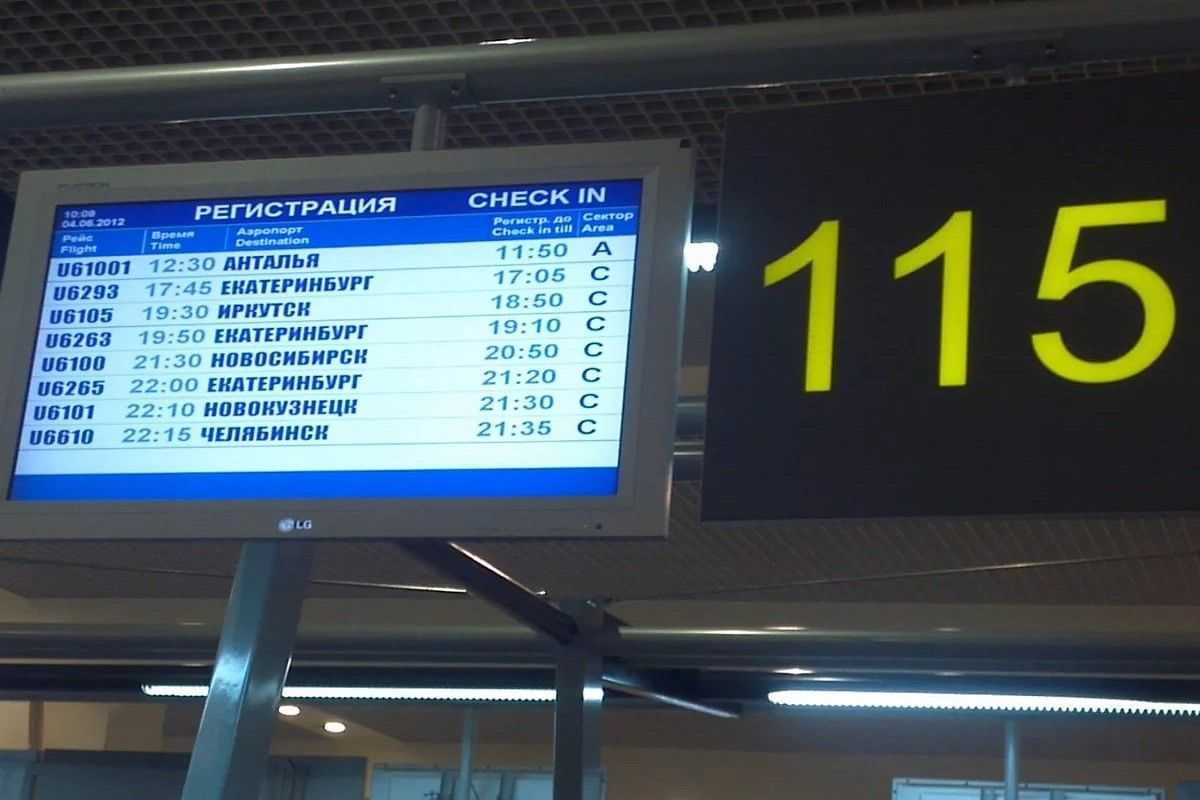 РЕГИСТРАЦИЯ CHECK IN
10:09
04.06.2012
Рейс Время Аэропорт Регистр. до Сектор
Flight Time Destination Check in till Area
U61001 12:30 АНТАЛЬЯ 11:50 A
U6293 17:45 ЕКАТЕРИНБУРГ 17:05 C
U6105 19:30 ИРКУТСК 18:50 C
U6263 19:50 ЕКАТЕРИНБУРГ 19:10 C
U6100 21:30 НОВОСИБИРСК 20:50 C
U6265 22:00 ЕКАТЕРИНБУРГ 21:20 C
U6101 22:10 НОВОКУЗНЕЦК 21:30 C
U6610 22:15 ЧЕЛЯБИНСК 21:35 C
LG
115